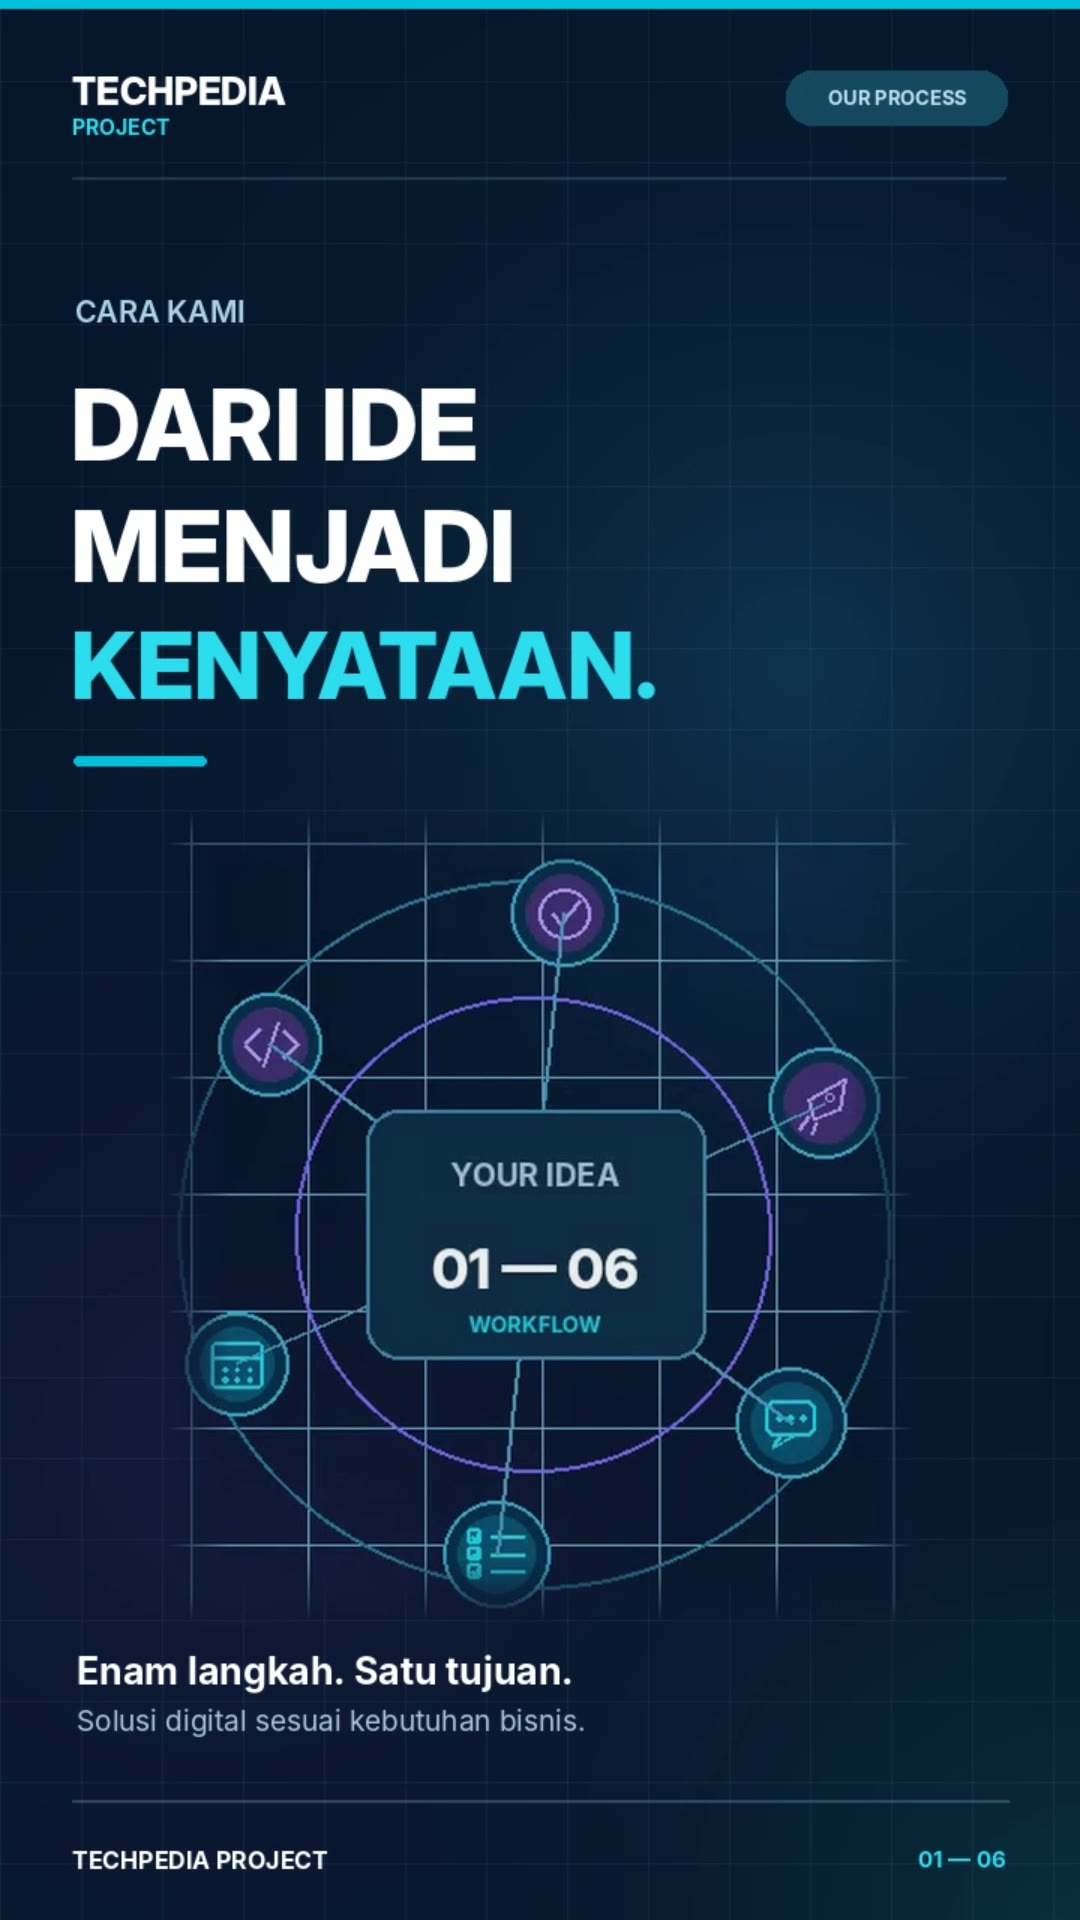 TECHPEDIA
PROJECT
OUR PROCESS
CARA KAMI
DARI IDE
MENJADI
KENYATAAN.
YOUR IDEA
01 — 06
WORKFLOW
Enam langkah. Satu tujuan.
Solusi digital sesuai kebutuhan bisnis.
TECHPEDIA PROJECT
01 — 06